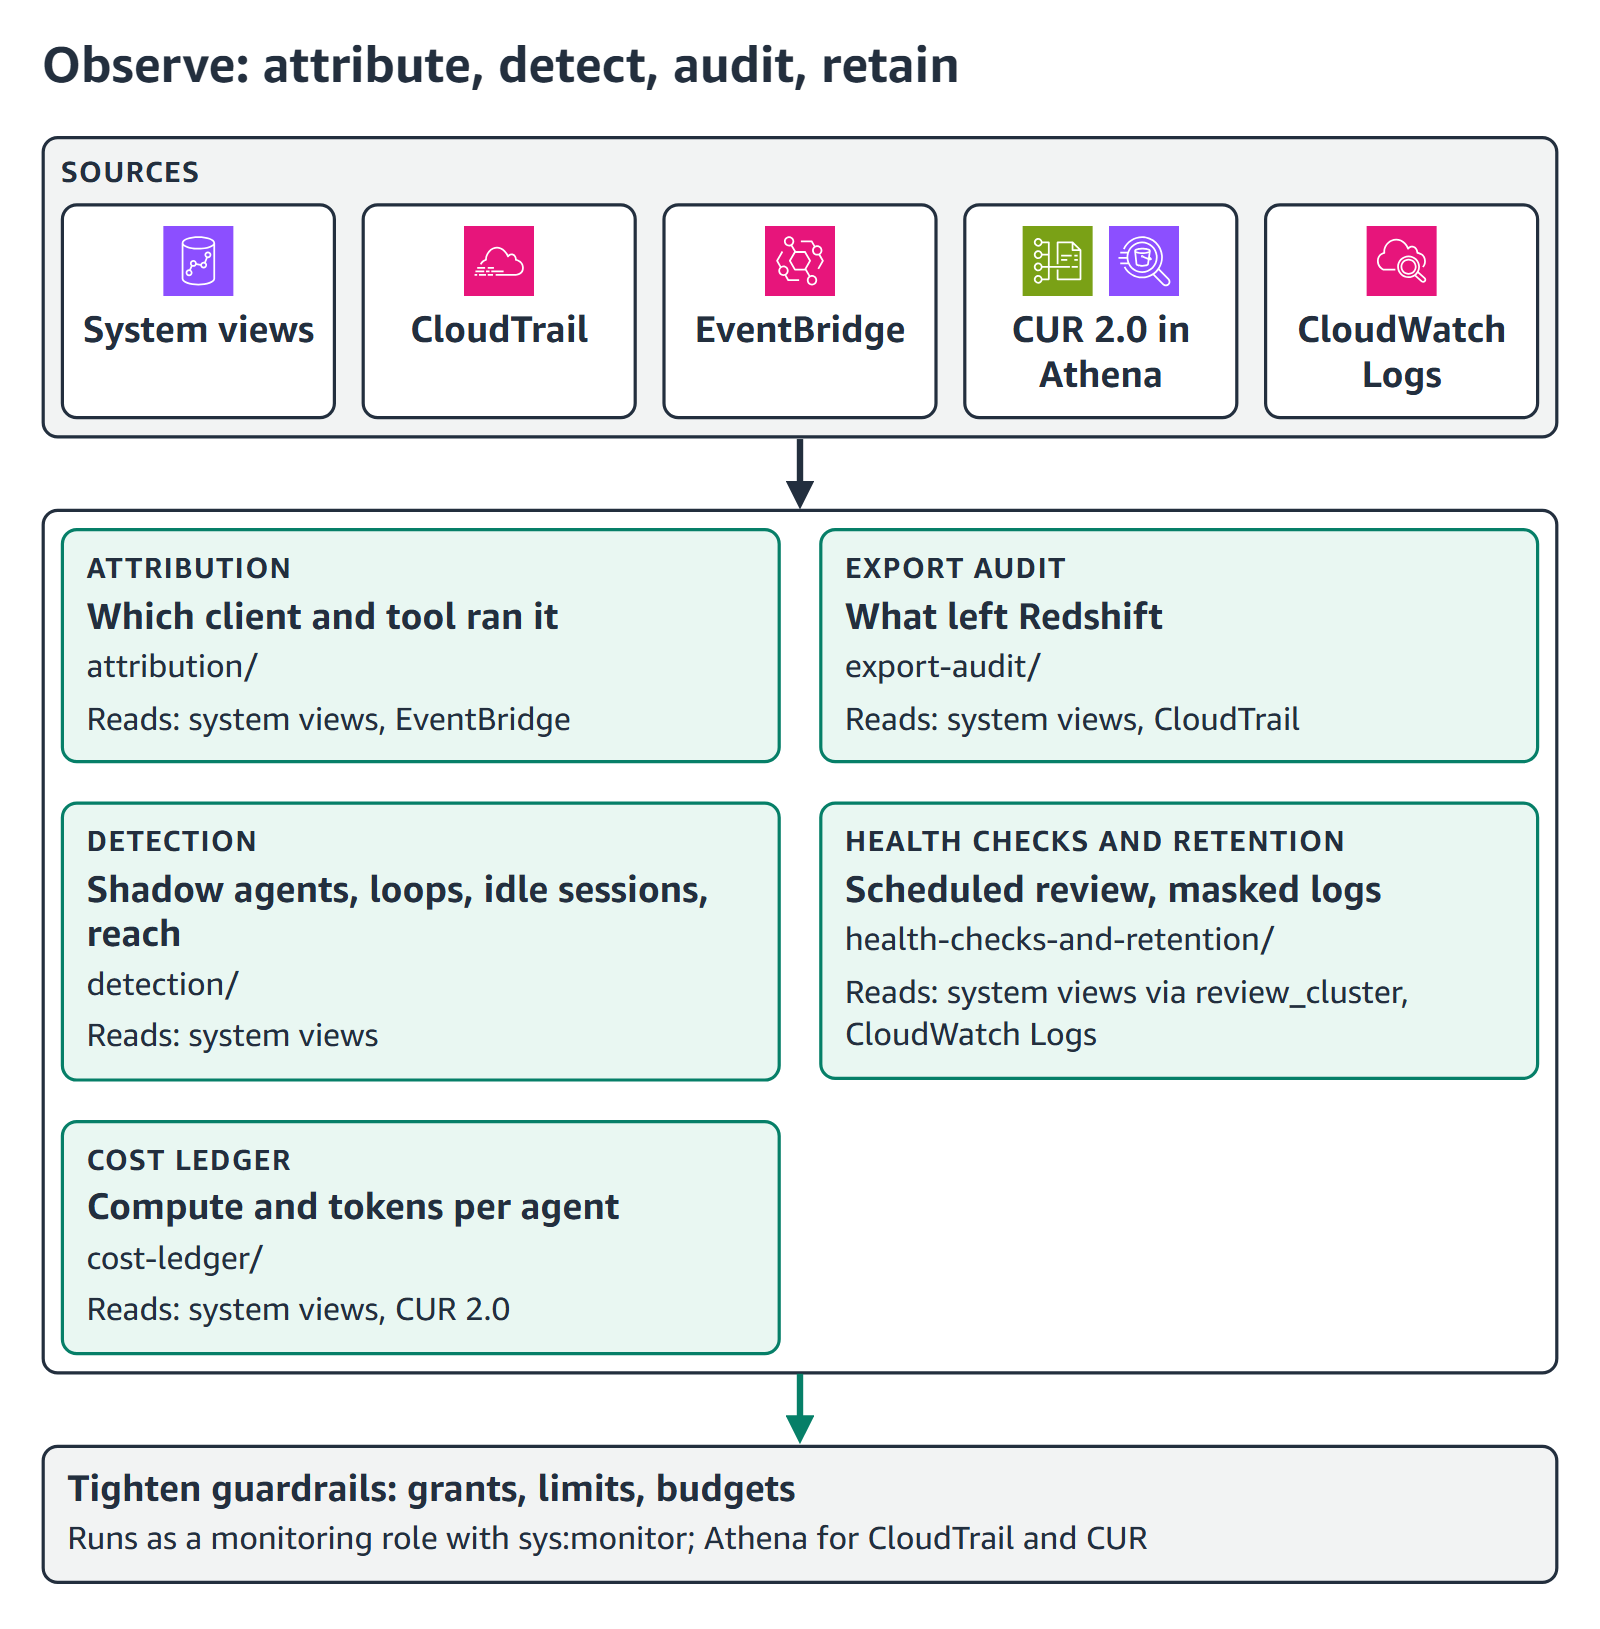 Observe: attribute, detect, audit, retain
SOURCES
System views
CloudTrail
EventBridge
CUR 2.0 in
Athena
CloudWatch
Logs
ATTRIBUTION
Which client and tool ran it
attribution/
Reads: system views, EventBridge
EXPORT AUDIT
What left Redshift
export-audit/
Reads: system views, CloudTrail
DETECTION
Shadow agents, loops, idle sessions,
reach
detection/
Reads: system views
HEALTH CHECKS AND RETENTION
Scheduled review, masked logs
health-checks-and-retention/
Reads: system views via review_cluster,
CloudWatch Logs
COST LEDGER
Compute and tokens per agent
cost-ledger/
Reads: system views, CUR 2.0
Tighten guardrails: grants, limits, budgets
Runs as a monitoring role with sys:monitor; Athena for CloudTrail and CUR